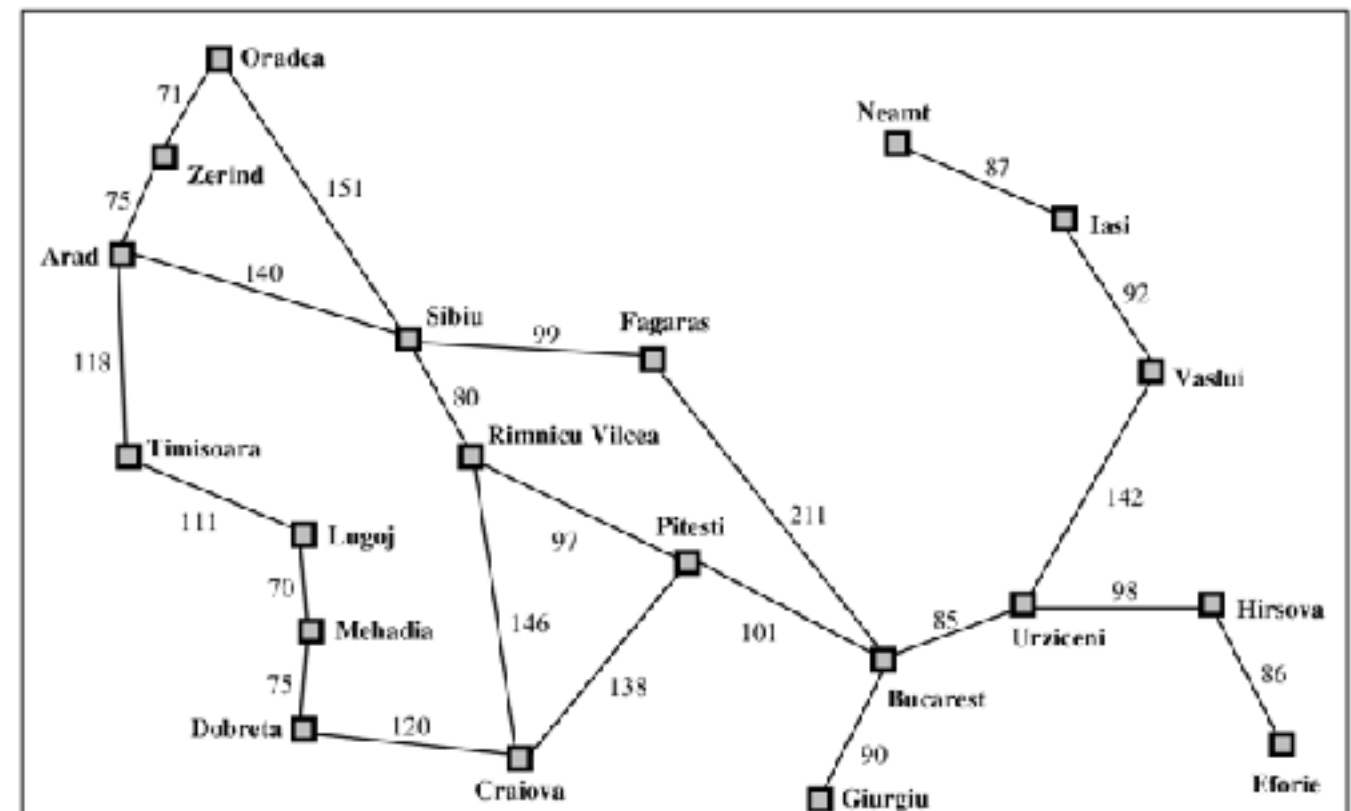 Oradea
71
Neamt
87
Zerind
151
75
Iasi
Arad
140
92
Sibiu
Fagaras
99
118
Vaslui
80
Timisoara
Rimnicu Vilcea
142
111
Lugoj
97
Pitesti
211
70
98
Hirsova
146
85
Urziceni
Mehadia
101
86
75
138
Bucarest
Dobreta
120
90
Eforie
Craiova
Giurgiu